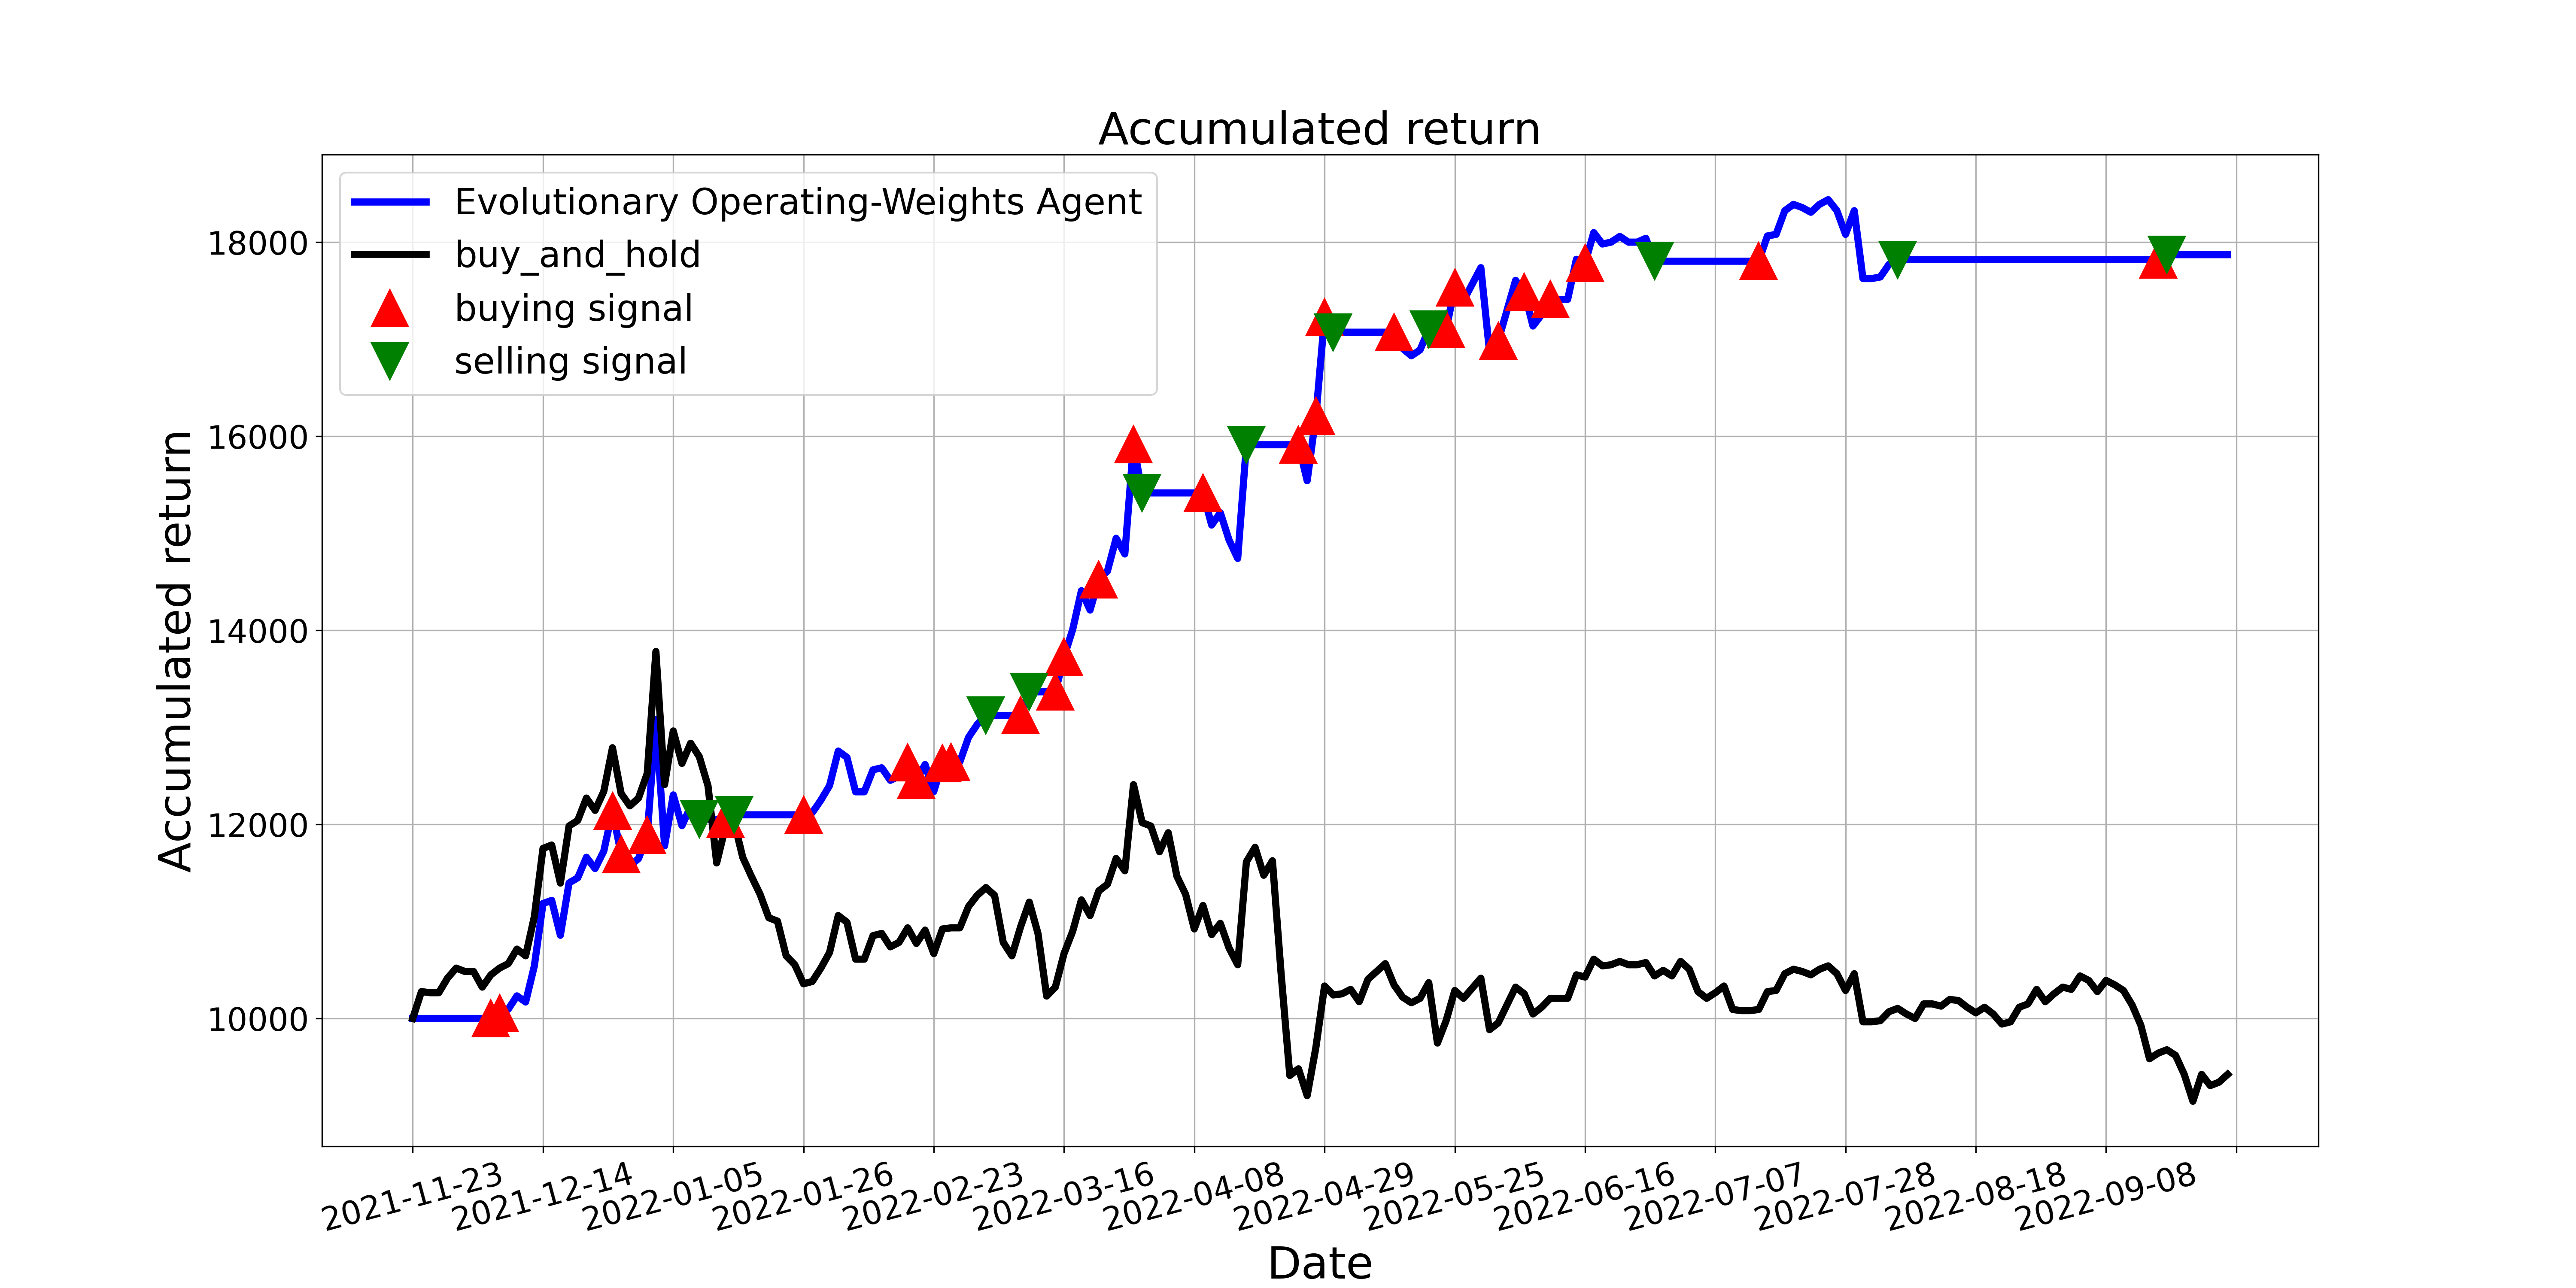 Accumulated return
Evolutionary Operating-Weights Agent
buy_and_hold
buying signal
selling signal
Accumulated return
18000
16000
14000
12000
10000
2021-11-23
2021-12-14
2022-01-05
2022-01-26
2022-02-23
2022-03-16
2022-04-08
2022-04-29
2022-05-25
2022-06-16
2022-07-07
2022-07-28
2022-08-18
2022-09-08
Date